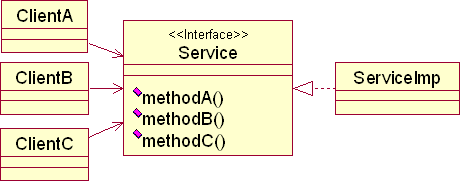 ClientA
ClientB
ClientC
<<Interface>>
Service
methodA()
methodB()
methodC()
ServiceImp